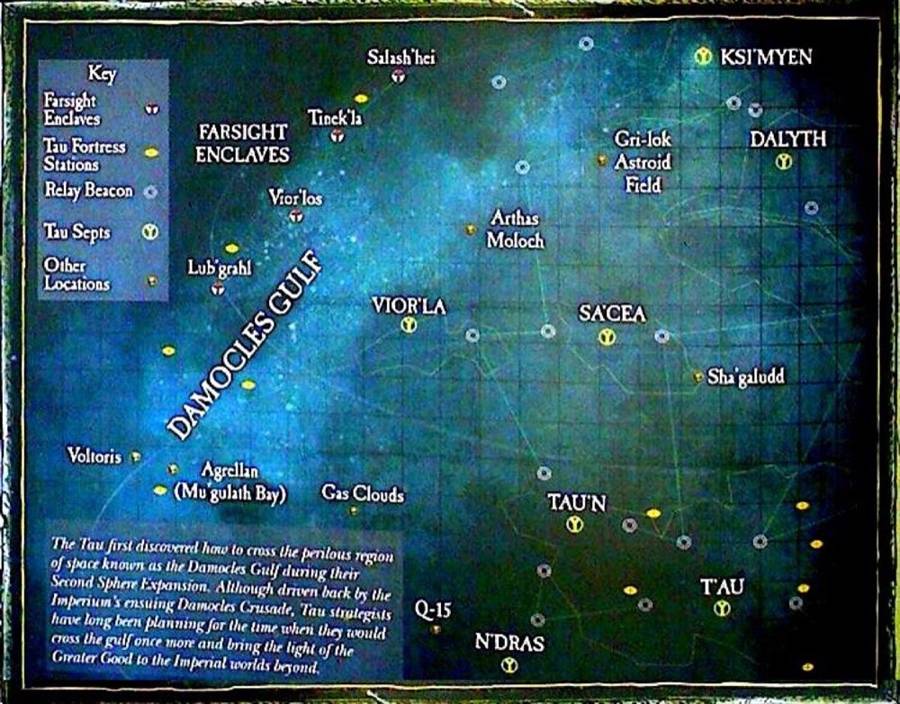 Key
Farsight
Enclaves
Tau Fortress
Stations
Relay Beacon
Tau Septs
Other
Locations
Salash'hei
Tinek'la
FARSIGHT
ENCLAVES
Vior'los
Lub'grahl
DAMOCLES GULF
KSI'MYEN
DALYTH
Gri-lok
Astroid
Field
Arthas
Moloch
VIOR'LA
SA'CEA
Sha'galudd
Voltoris
Agrellan
(Mu'gulath Bay)
Gas Clouds
TAU'N
T'AU
Q-15
N'DRAS
The Tau first discovered how to cross the perilous region
of space known as the Damocles Gulf during their
Second Sphere Expansion. Although driven back by the
Imperium's ensuing Damocles Crusade, Tau strategists
have long been planning for the time when they would
cross the gulf once more and bring the light of the
Greater Good to the Imperial worlds beyond.